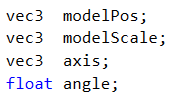 vec3  modelPos;
vec3  modelScale;
vec3  axis;
float angle;